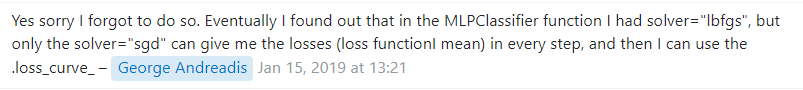 Yes sorry I forgot to do so. Eventually I found out that in the MLPClassifier function I had solver="lbfgs", but
only the solver="sgd" can give me the losses (loss functionI mean) in every step, and then I can use the
.loss_curve_ – George Andreadis Jan 15, 2019 at 13:21